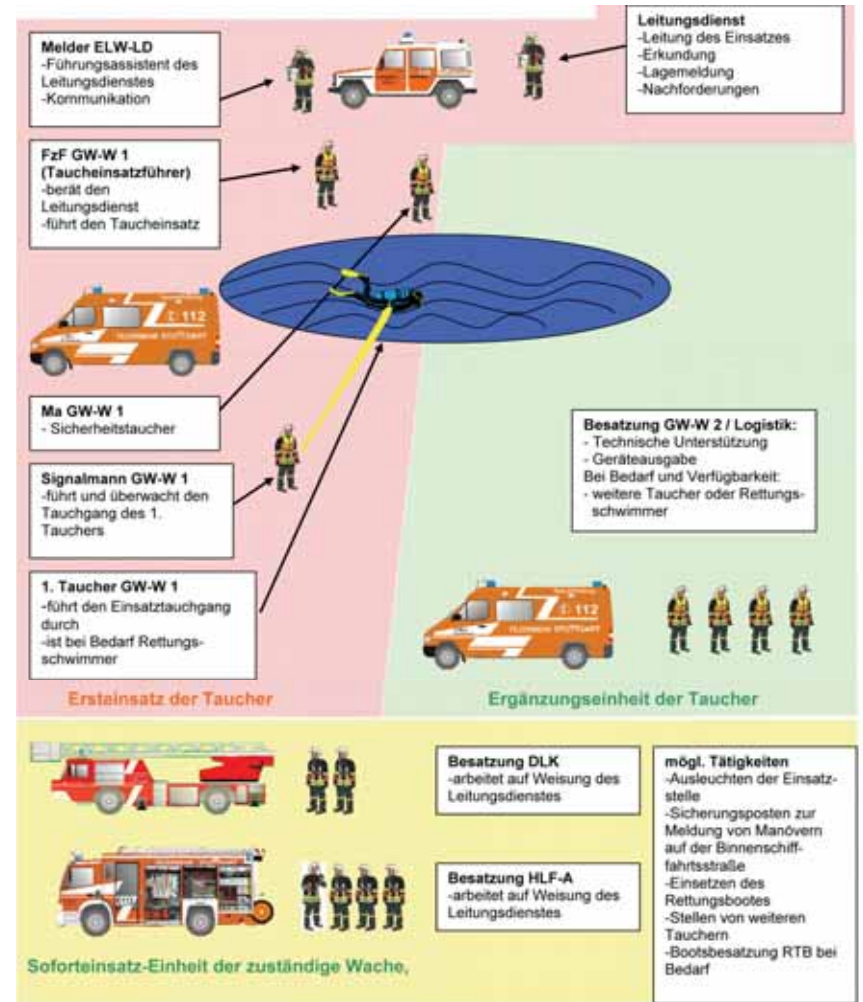 Melder ELW-LD
-Führungsassistent des
Leitungsdienstes
-Kommunikation
Leitungsdienst
-Leitung des Einsatzes
-Erkundung
-Lagemeldung
-Nachforderungen
FzF GW-W 1
(Taucheinsatzführer)
-berät den
Leitungsdienst
-führt den Taucheinsatz
112
FEUERWEHR STUTTGART
Ma GW-W 1
- Sicherheitstaucher
Signalmann GW-W 1
-führt und überwacht den
Tauchgang des 1.
Tauchers
1. Taucher GW-W 1
-führt den Einsatztauchgang
durch
-ist bei Bedarf Rettungs-
schwimmer
Ersteinsatz der Taucher
Besatzung GW-W 2 / Logistik:
- Technische Unterstützung
- Geräteausgabe
Bei Bedarf und Verfügbarkeit:
- weitere Taucher oder Rettungs-
schwimmer
112
FEUERWEHR STUTTGART
Ergänzungseinheit der Taucher
Besatzung DLK
-arbeitet auf Weisung des
Leitungsdienstes
Besatzung HLF-A
-arbeitet auf Weisung des
Leitungsdienstes
mögl. Tätigkeiten
-Ausleuchten der Einsatz-
stelle
-Sicherungsposten zur
Meldung von Manövern
auf der Binnenschiff-
fahrtsstraße
-Einsetzen des
Rettungsbootes
-Stellen von weiteren
Tauchern
-Bootsbesatzung RTB bei
Bedarf
Soforteinsatz-Einheit der zuständige Wache,